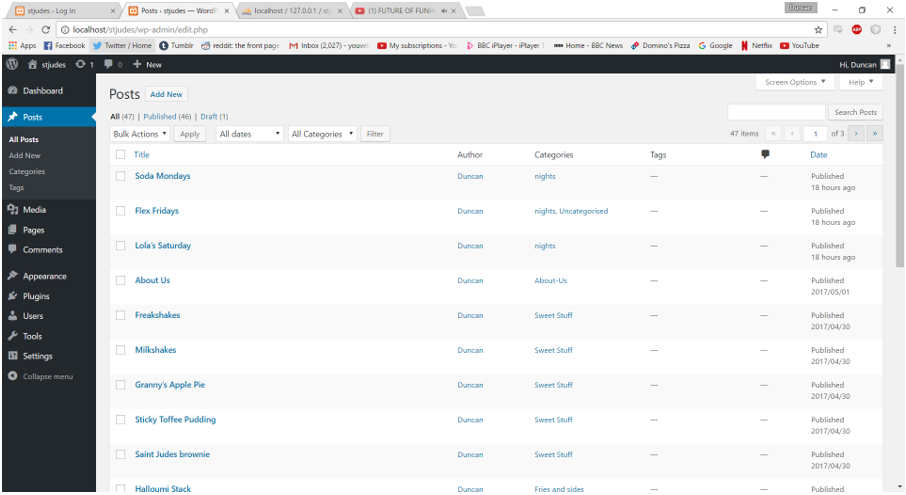 stjudes ‹ Log In
Posts ‹ stjudes — WordP
localhost / 127.0.0.1 / stj
(1) FUTURE OF FUNH
localhost/stjudes/wp-admin/edit.php
Apps Facebook Twitter / Home Tumblr reddit: the front page Inbox (2,027) - youve My subscriptions - Yo BBC iPlayer - iPlayer T Home - BBC News Domino's Pizza Google Netflix YouTube »
stjudes 1 0 + New Hi, Duncan
Screen Options ▼ Help ▼
Dashboard
Posts
All Posts
Add New
Categories
Tags
Media
Pages
Comments
Appearance
Plugins
Users
Tools
Settings
Collapse menu
Posts Add New
All (47) | Published (46) | Draft (1)
Search Posts
Bulk Actions Apply All dates All Categories Filter
47 items « ‹ 1 of 3 › »
Title Author Categories Tags Date
Soda Mondays Duncan nights — — Published
18 hours ago
Flex Fridays Duncan nights, Uncategorised — — Published
18 hours ago
Lola's Saturday Duncan nights — — Published
18 hours ago
About Us Duncan About-Us — — Published
2017/05/01
Freakshakes Duncan Sweet Stuff — — Published
2017/04/30
Milkshakes Duncan Sweet Stuff — — Published
2017/04/30
Granny's Apple Pie Duncan Sweet Stuff — — Published
2017/04/30
Sticky Toffee Pudding Duncan Sweet Stuff — — Published
2017/04/30
Saint Judes brownie Duncan Sweet Stuff — — Published
2017/04/30
Halloumi Stack Duncan Fries and sides — — Published